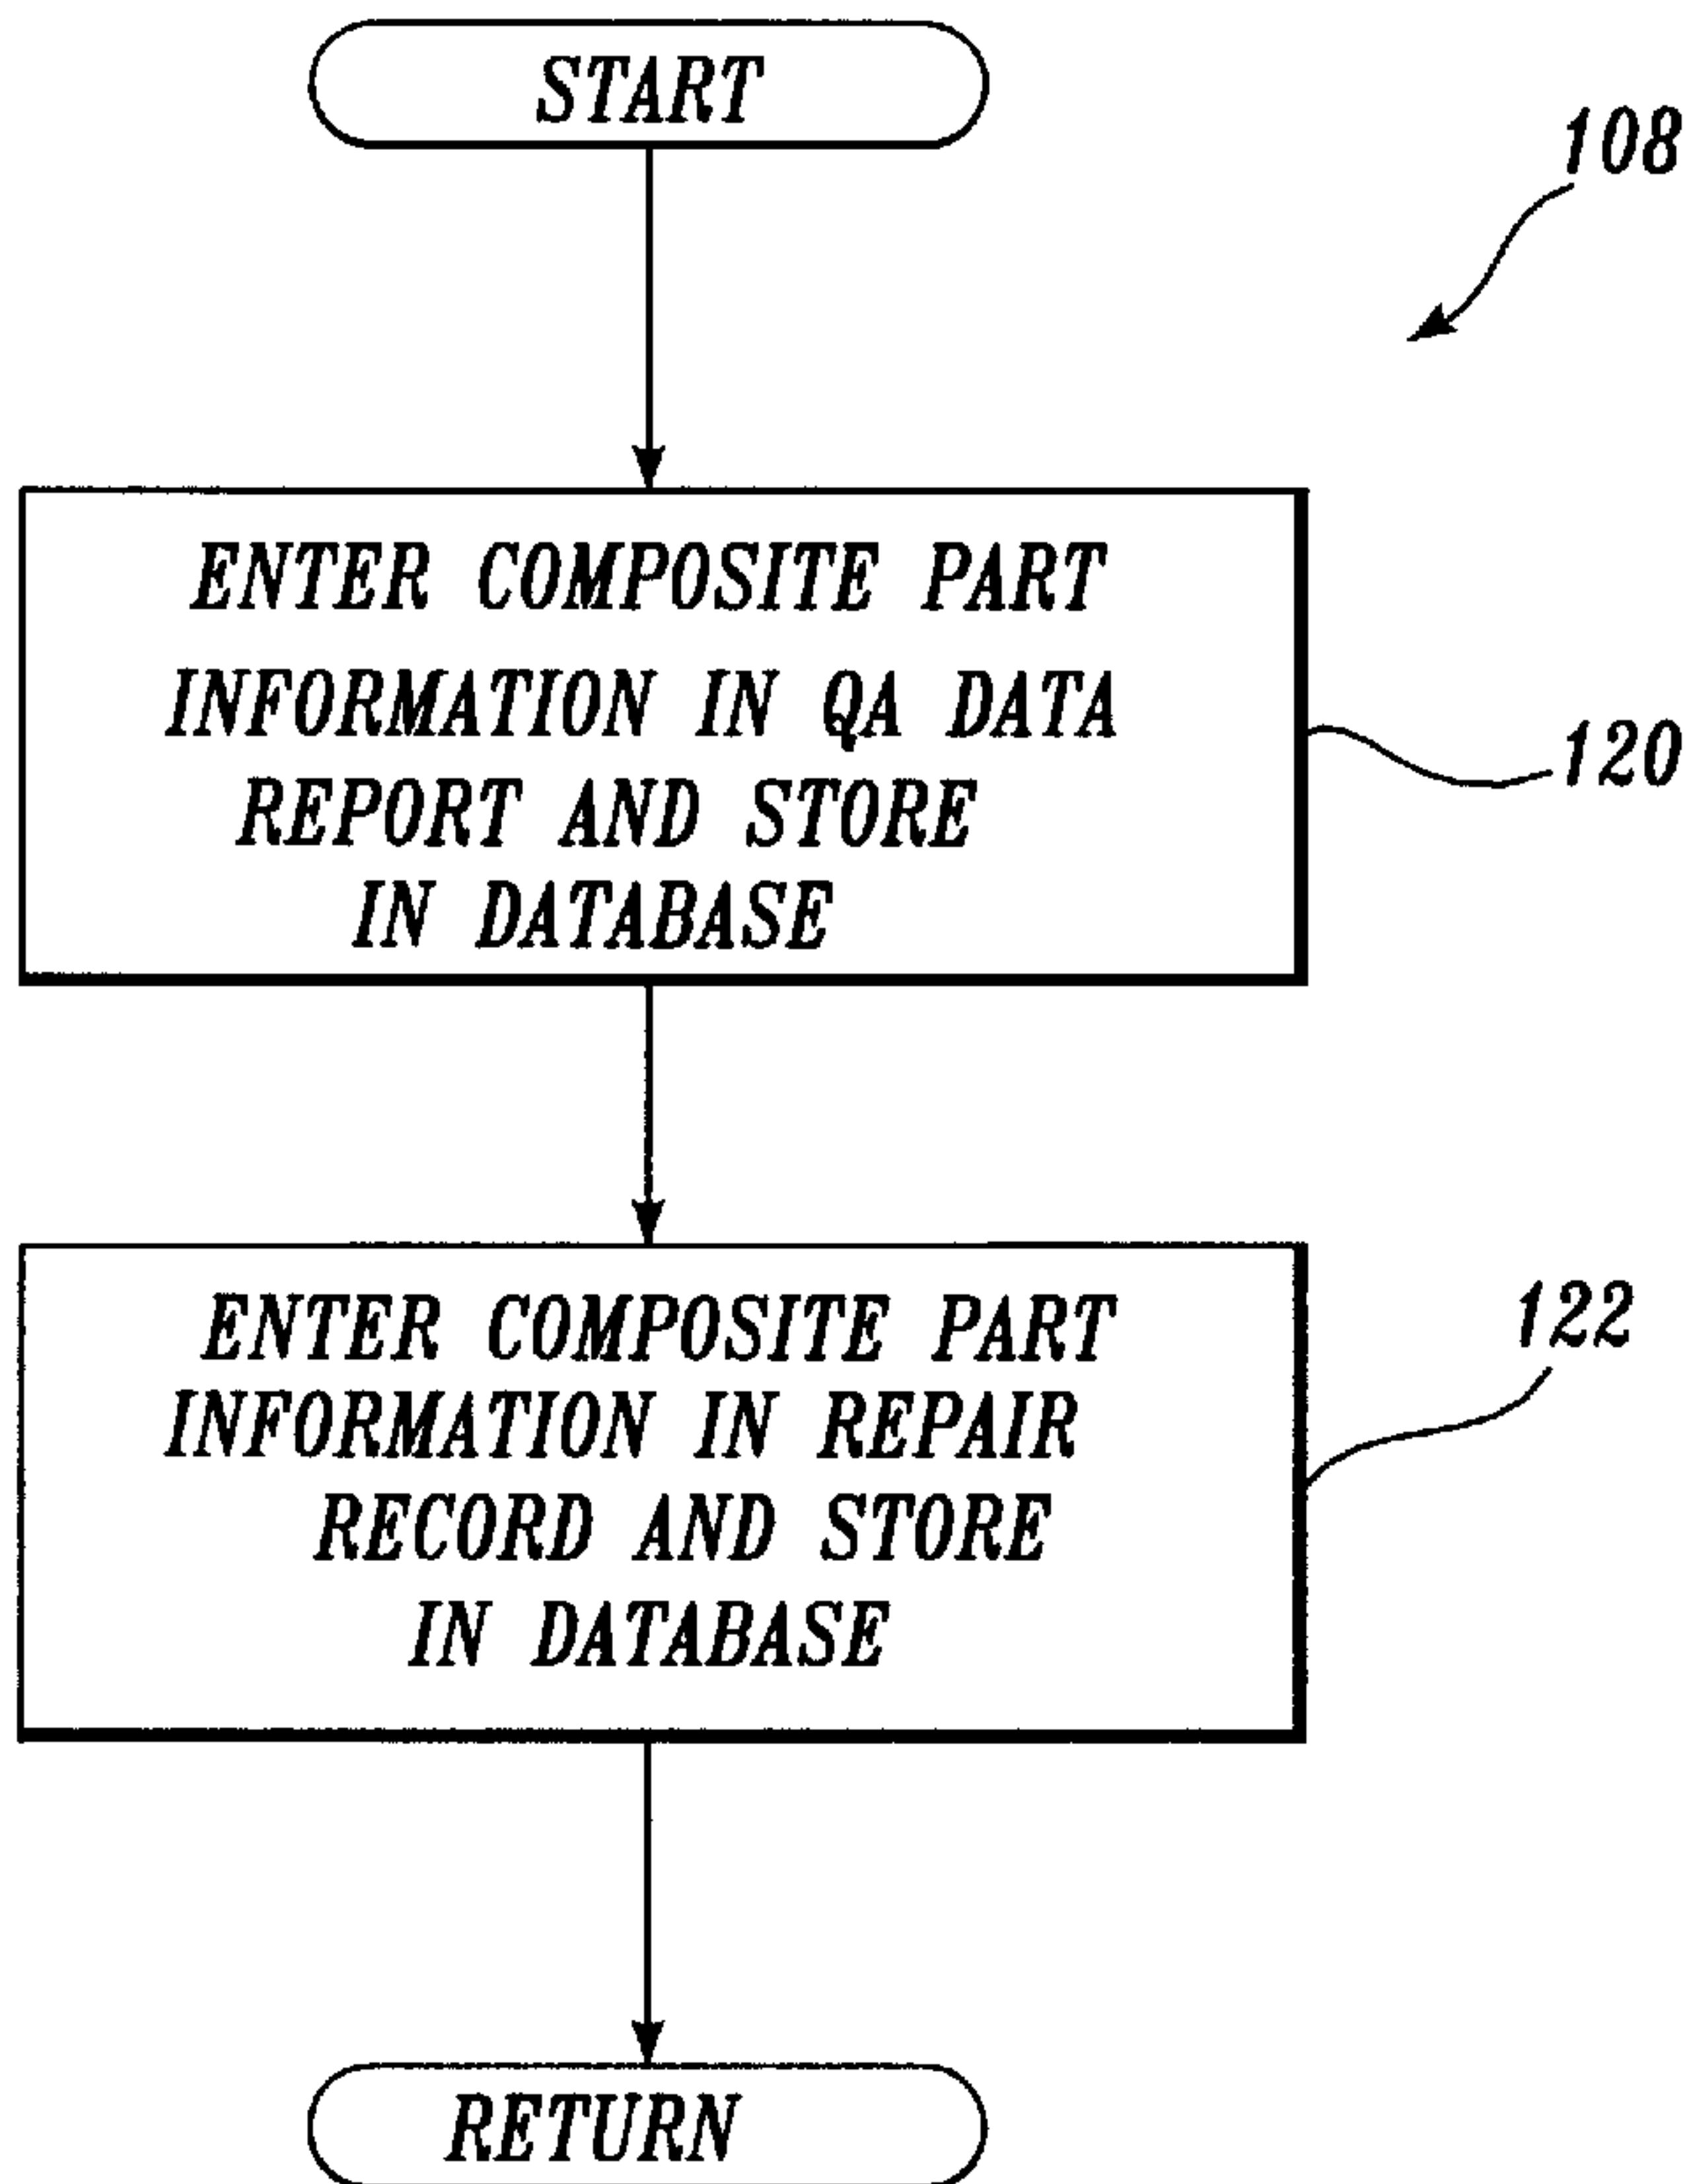 START
108
ENTER COMPOSITE PART
INFORMATION IN QA DATA
REPORT AND STORE
IN DATABASE
120
ENTER COMPOSITE PART
INFORMATION IN REPAIR
RECORD AND STORE
IN DATABASE
122
RETURN